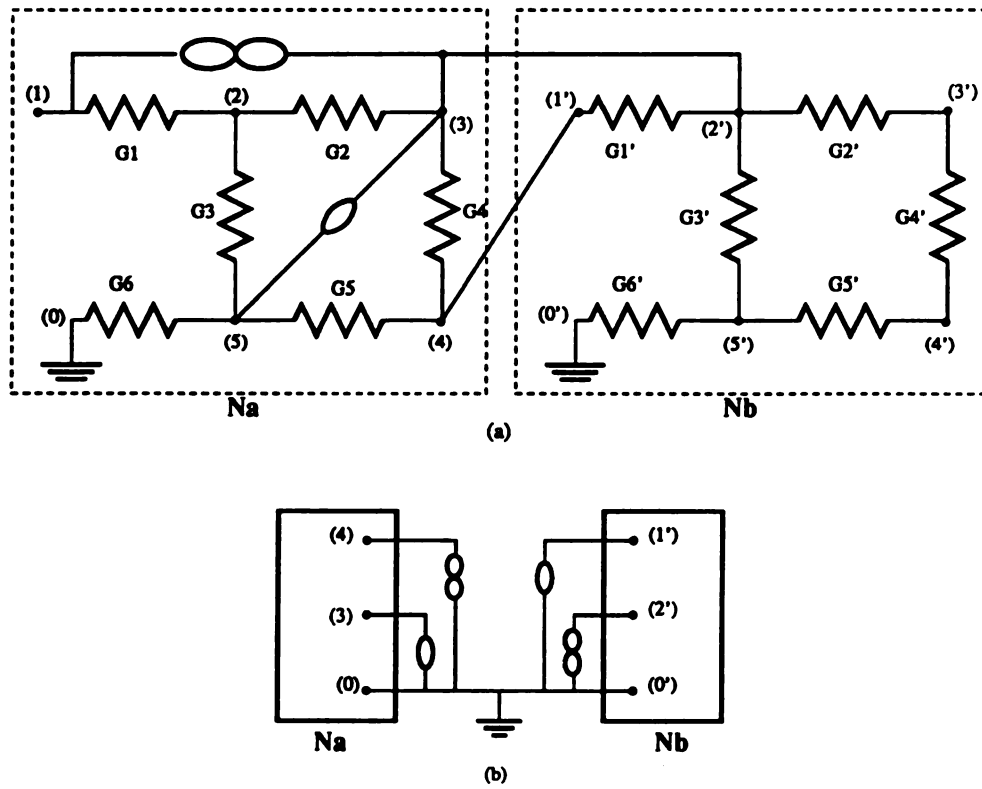 (1)
(2)
(3)
G1
G2
G3
G4
G6
G5
(0)
(5)
(4)
Na
(1')
(2')
(3')
G1'
G2'
G3'
G4'
G6'
G5'
(0')
(5')
(4')
Nb
(a)
(4)
(3)
(0)
Na
(1')
(2')
(0')
Nb
(b)